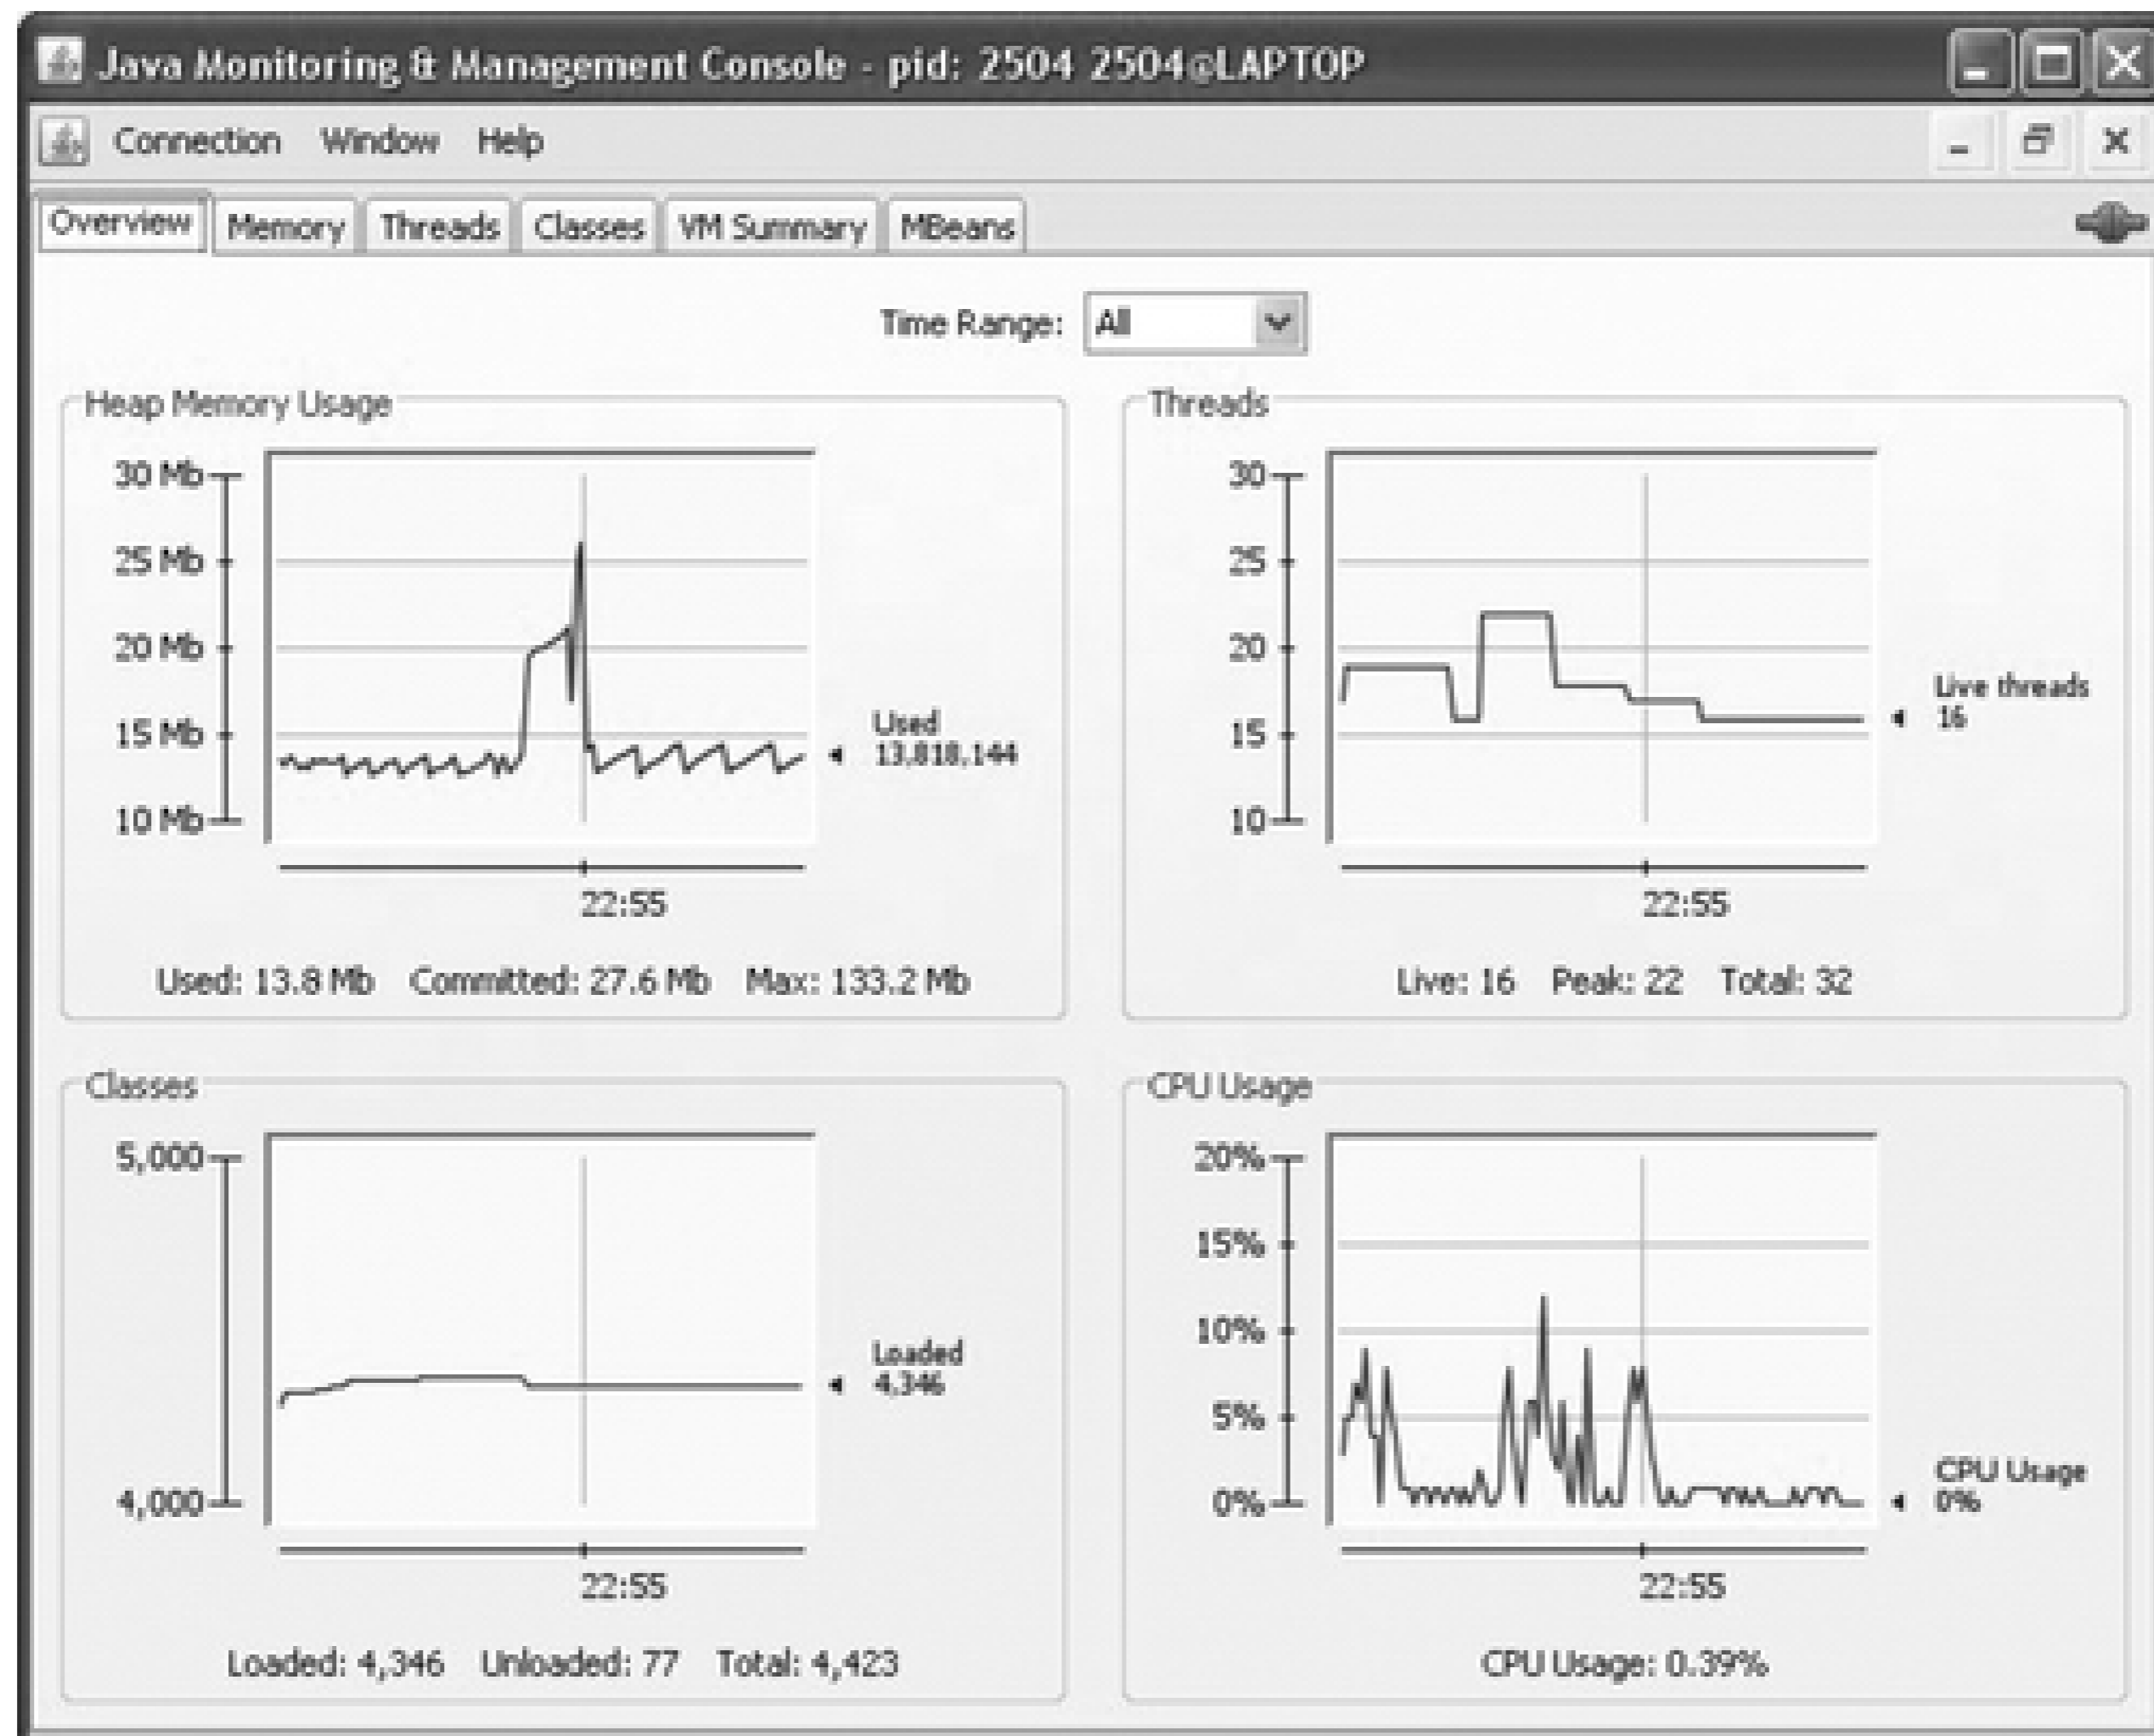 Java Monitoring & Management Console - pid: 2504 2504@LAPTOP
Connection Window Help
Overview Memory Threads Classes VM Summary MBeans
Time Range: All
Heap Memory Usage
30 Mb
25 Mb
20 Mb
15 Mb
10 Mb
Used
13,818,144
22:55
Used: 13.8 Mb Committed: 27.6 Mb Max: 133.2 Mb
Threads
30
25
20
15
10
Live threads
16
22:55
Live: 16 Peak: 22 Total: 32
Classes
5,000
4,000
Loaded
4,346
22:55
Loaded: 4,346 Unloaded: 77 Total: 4,423
CPU Usage
20%
15%
10%
5%
0%
CPU Usage
0%
22:55
CPU Usage: 0.39%